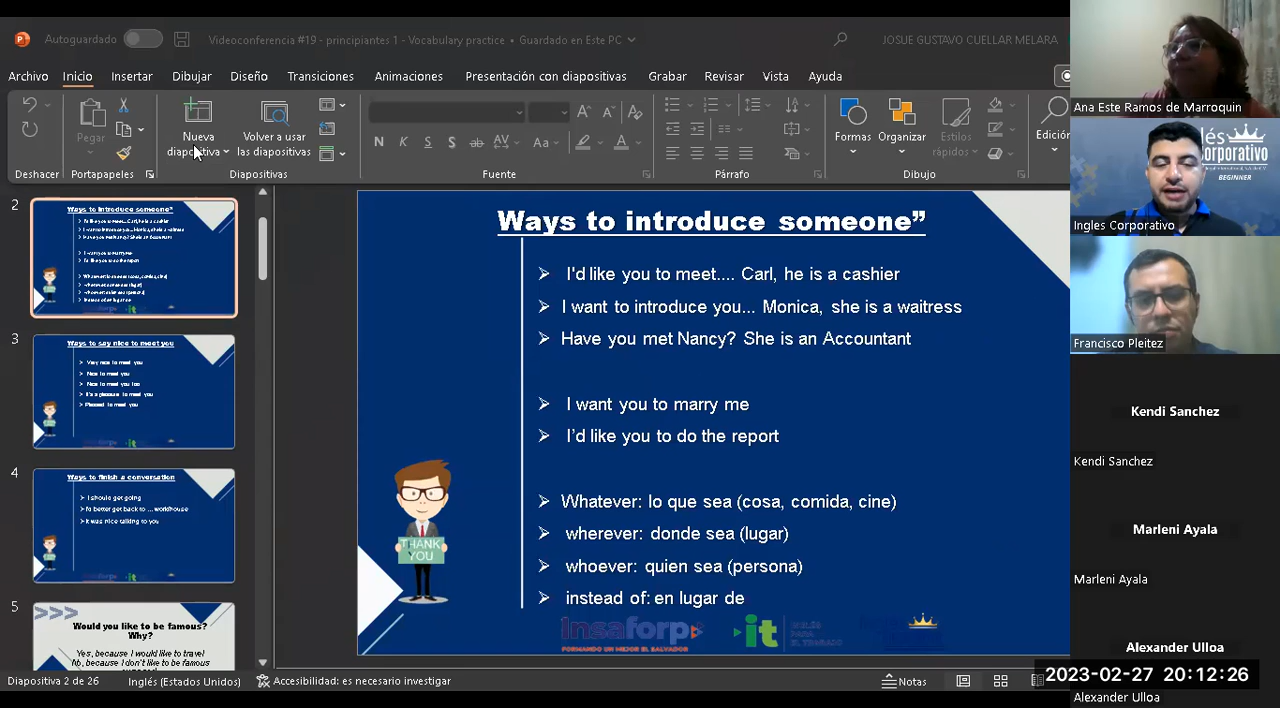 Autoguardado
Videoconferencia #19 - principiantes 1 - Vocabulary practice • Guardado en Este PC
JOSUE GUSTAVO CUELLAR MELARA
Archivo
Inicio
Insertar
Dibujar
Diseño
Transiciones
Animaciones
Presentación con diapositivas
Grabar
Revisar
Vista
Ayuda
Pegar
Nueva
diapositiva
Volver a usar
las diapositivas
N K S S ab AV Aa A
Formas
Organizar
Estilos
rápidos
Edición
Deshacer
Portapapeles
Diapositivas
Fuente
Párrafo
Dibujo
2
Ways to introduce someone”
3
Ways to say nice to meet you
Very nice to meet you
Nice to meet you
Nice to meet you too
It's a pleasure to meet you
Pleased to meet you
4
Ways to finish a conversation
I should get going
It was nice talking to you
5
Would you like to be famous?
Why?
Yes, because I would like to travel
No, because I don't like to be famous
Ways to introduce someone”
I'd like you to meet.... Carl, he is a cashier
I want to introduce you... Monica, she is a waitress
Have you met Nancy? She is an Accountant
I want you to marry me
I'd like you to do the report
Whatever: lo que sea (cosa, comida, cine)
wherever: donde sea (lugar)
whoever: quien sea (persona)
instead of: en lugar de
THANK
YOU
Insaforp
FORMANDO UN MEJOR EL SALVADOR
it
INGLÉS
PARA EL
TRABAJO
Diapositiva 2 de 26
Inglés (Estados Unidos)
Accesibilidad: es necesario investigar
Notas
Ana Este Ramos de Marroquin
BEGINNER
Ingles Corporativo
Francisco Pleitez
Kendi Sanchez
Kendi Sanchez
Marleni Ayala
Marleni Ayala
Alexander Ulloa
2023-02-27 20:12:26
Alexander Ulloa